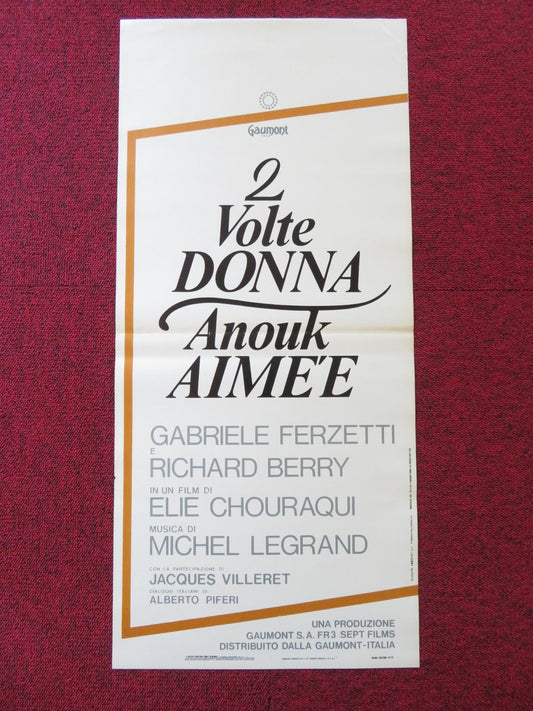 Gaumont
2
Volte
DONNA
Anouk
AIMÉE
GABRIELE FERZETTI
E
RICHARD BERRY
IN UN FILM DI
ELIE CHOURAQUI
MUSICA DI
MICHEL LEGRAND
CON LA PARTECIPAZIONE DI
JACQUES VILLERET
DIALOGHI ITALIANI DI
ALBERTO PIFERI
UNA PRODUZIONE
GAUMONT S.A. FR3 SEPT FILMS
DISTRIBUITO DALLA GAUMONT-ITALIA